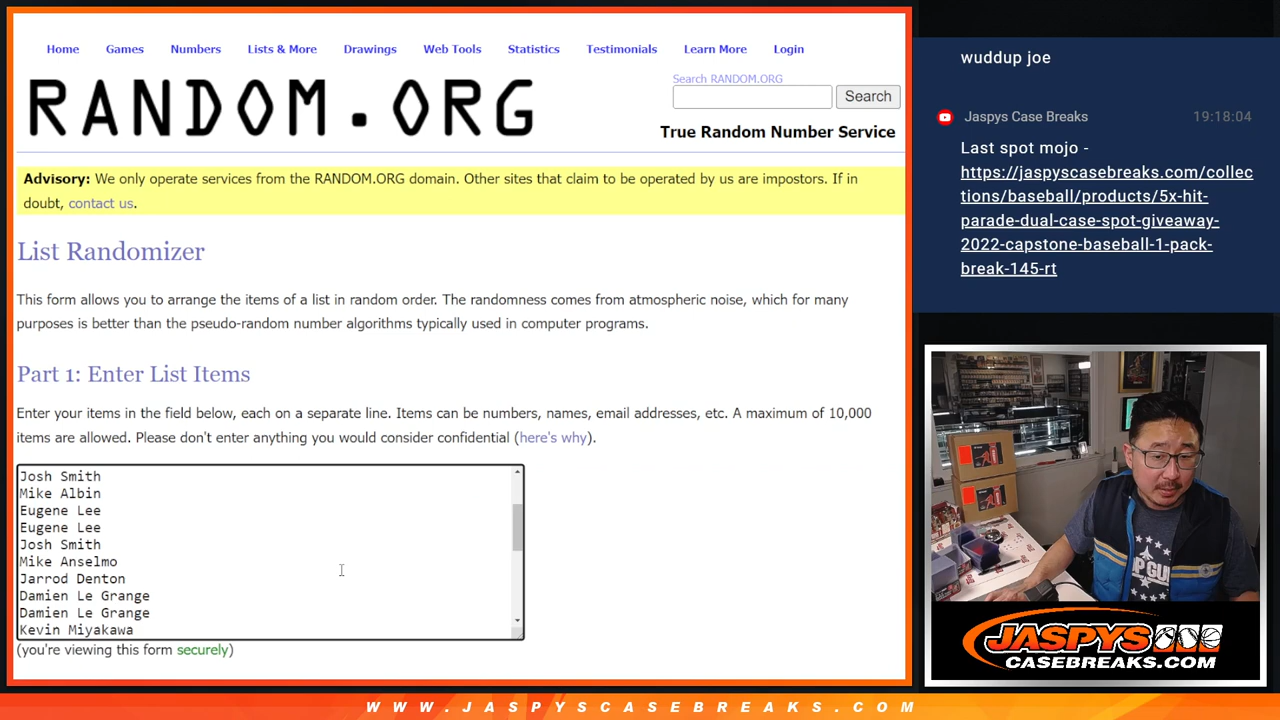 Home Games Numbers Lists & More Drawings Web Tools Statistics Testimonials Learn More Login
RANDOM.ORG
Search RANDOM.ORG
Search
True Random Number Service
Advisory: We only operate services from the RANDOM.ORG domain. Other sites that claim to be operated by us are impostors. If in
doubt, contact us.
List Randomizer
This form allows you to arrange the items of a list in random order. The randomness comes from atmospheric noise, which for many
purposes is better than the pseudo-random number algorithms typically used in computer programs.
Part 1: Enter List Items
Enter your items in the field below, each on a separate line. Items can be numbers, names, email addresses, etc. A maximum of 10,000
items are allowed. Please don't enter anything you would consider confidential (here's why).
Josh Smith
Mike Albin
Eugene Lee
Eugene Lee
Josh Smith
Mike Anselmo
Jarrod Denton
Damien Le Grange
Damien Le Grange
Kevin Miyakawa
(you're viewing this form securely)
wuddup joe
Jaspys Case Breaks 19:18:04
Last spot mojo -
https://jaspyscasebreaks.com/collec
tions/baseball/products/5x-hit-
parade-dual-case-spot-giveaway-
2022-capstone-baseball-1-pack-
break-145-rt
TOP GUN
JASPYS
CASEBREAKS.COM
WWW.JASPYSCASEBREAKS.COM